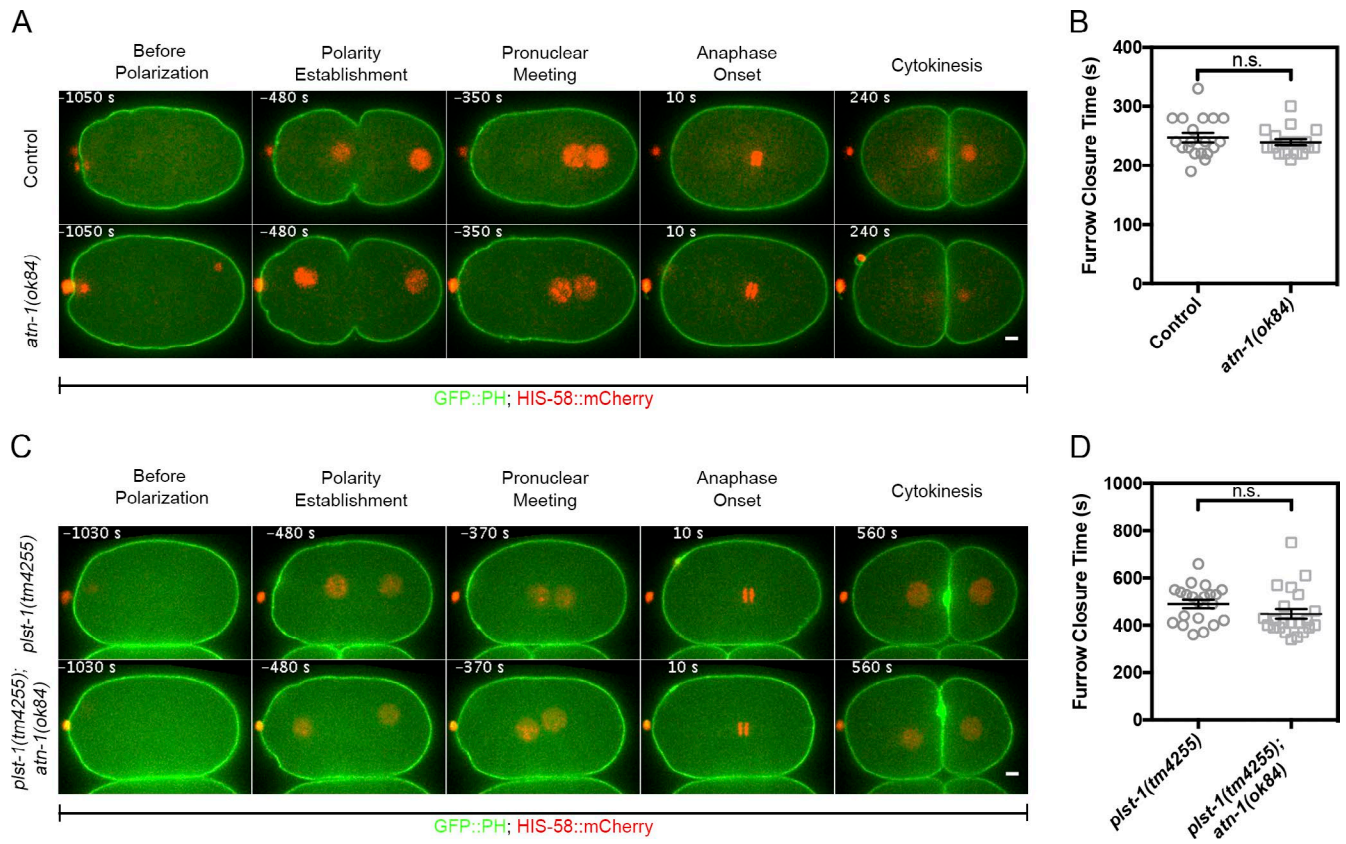 A
Before
Polarization
Polarity
Establishment
Pronuclear
Meeting
Anaphase
Onset
Cytokinesis
Control
−1050 s
−480 s
−350 s
10 s
240 s
atn-1(ok84)
−1050 s
−480 s
−350 s
10 s
240 s
GFP::PH; HIS-58::mCherry
B
Furrow Closure Time (s)
400
300
200
100
0
n.s.
Control
atn-1(ok84)
C
Before
Polarization
Polarity
Establishment
Pronuclear
Meeting
Anaphase
Onset
Cytokinesis
plst-1(tm4255)
−1030 s
−480 s
−370 s
10 s
560 s
plst-1(tm4255);
atn-1(ok84)
−1030 s
−480 s
−370 s
10 s
560 s
GFP::PH; HIS-58::mCherry
D
Furrow Closure Time (s)
1000
800
600
400
200
0
n.s.
plst-1(tm4255)
plst-1(tm4255);
atn-1(ok84)